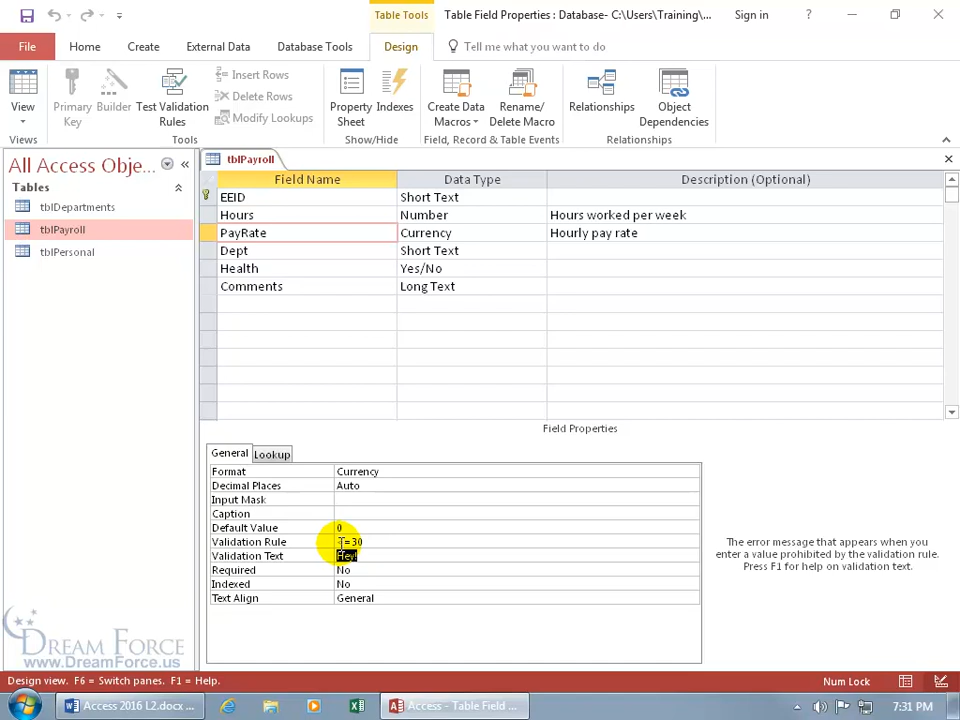 Table Tools
Table Field Properties : Database- C:\Users\Training\...
Sign in
?
File
Home
Create
External Data
Database Tools
Design
Tell me what you want to do
View
Primary Key
Builder
Test Validation Rules
Insert Rows
Delete Rows
Modify Lookups
Property Sheet
Indexes
Create Data Macros
Rename/ Delete Macro
Relationships
Object Dependencies
Views
Tools
Show/Hide
Field, Record & Table Events
Relationships
All Access Obje...
Tables
tblDepartments
tblPayroll
tblPersonal
tblPayroll
Field Name Data Type Description (Optional)
EEID Short Text
Hours Number Hours worked per week
PayRate Currency Hourly pay rate
Dept Short Text
Health Yes/No
Comments Long Text
Field Properties
General Lookup
Format Currency
Decimal Places Auto
Input Mask
Caption
Default Value 0
Validation Rule =30
Validation Text Hey!
Required No
Indexed No
Text Align General
The error message that appears when you
enter a value prohibited by the validation rule.
Press F1 for help on validation text.
DREAM FORCE
www.DreamForce.us
Design view. F6 = Switch panes. F1 = Help.
Num Lock
Access 2016 L2.docx ...
Access - Table Field ...
7:31 PM